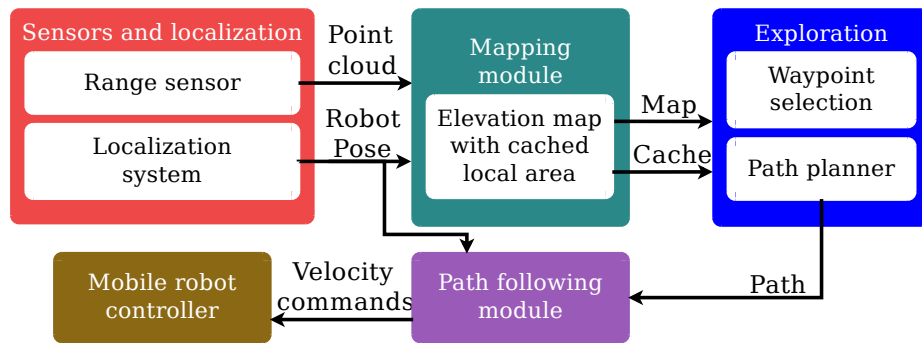 Sensors and localization
Range sensor
Localization
system
Point
cloud
Robot
Pose
Mapping
module
Elevation map
with cached
local area
Map
Cache
Exploration
Waypoint
selection
Path planner
Mobile robot
controller
Velocity
commands
Path following
module
Path